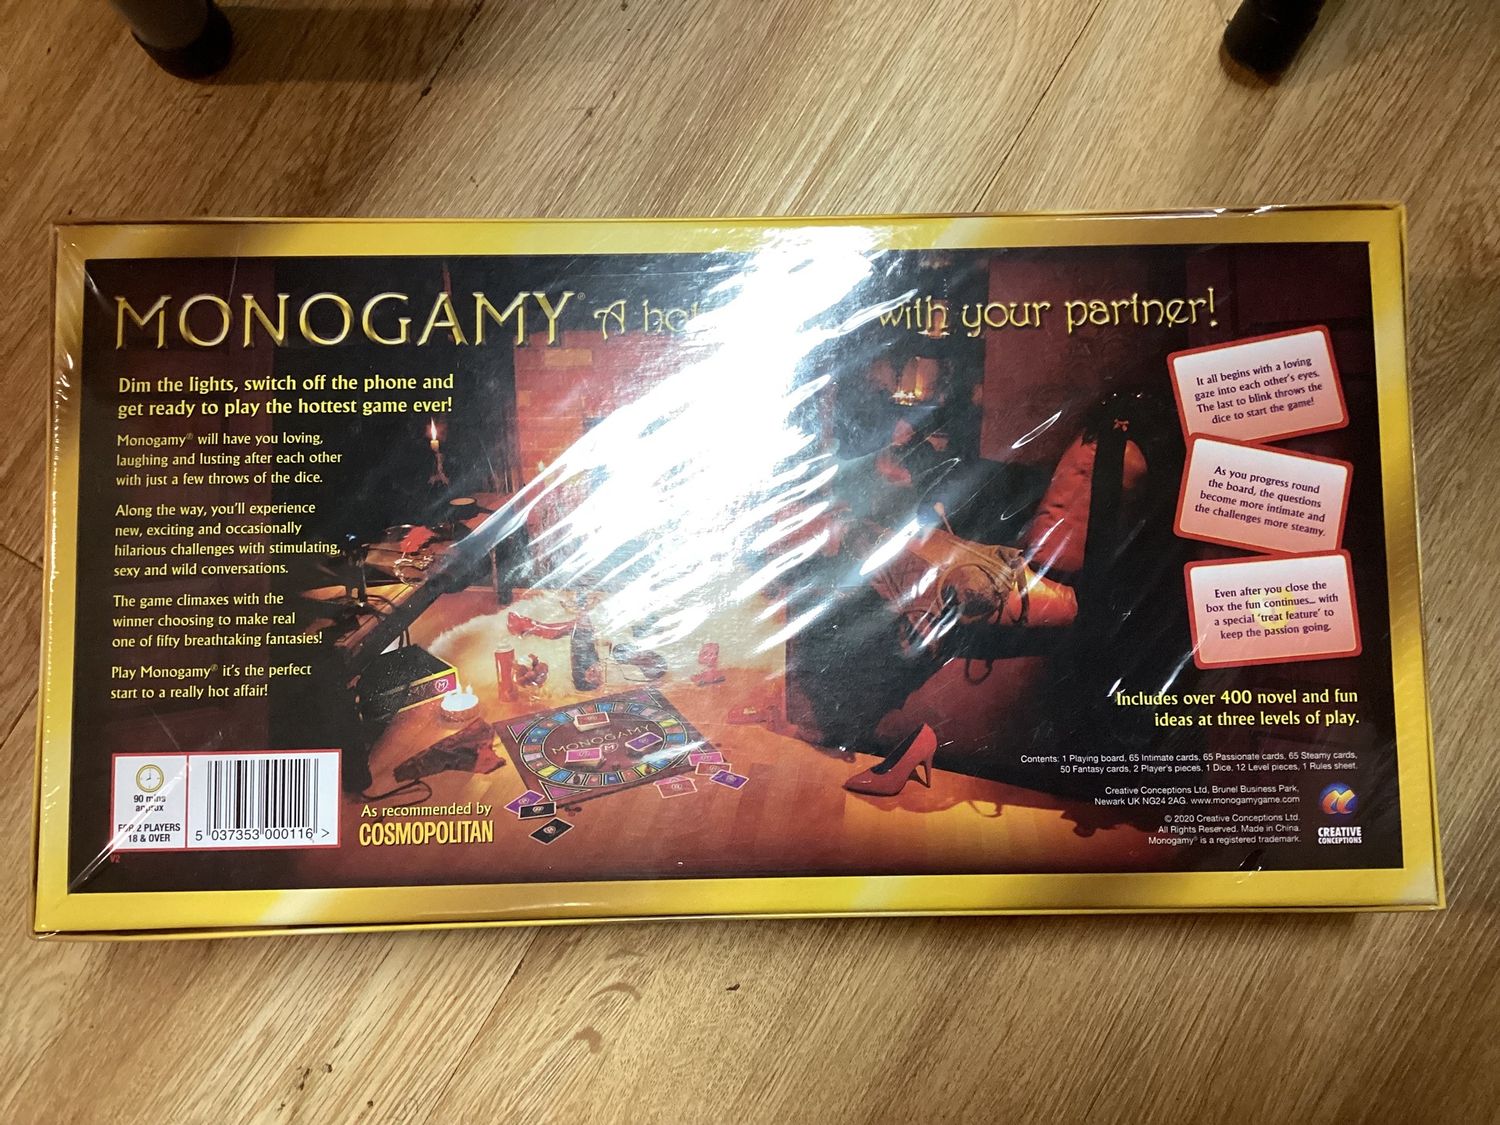 MONOGAMY® A hot with your partner!
Dim the lights, switch off the phone and
get ready to play the hottest game ever!
Monogamy® will have you loving,
laughing and lusting after each other
with just a few throws of the dice.
Along the way, you'll experience
new, exciting and occasionally
hilarious challenges with stimulating,
sexy and wild conversations.
The game climaxes with the
winner choosing to make real
one of fifty breathtaking fantasies!
Play Monogamy® it's the perfect
start to a really hot affair!
It all begins with a loving
gaze into each other's eyes.
The last to blink throws the
dice to start the game!
As you progress round
the board, the questions
become more intimate and
the challenges more steamy.
Even after you close the
box the fun continues... with
a special 'treat feature' to
keep the passion going.
Includes over 400 novel and fun
ideas at three levels of play.
MONOGAMY
M
90 mins
approx
FOR 2 PLAYERS
18 & OVER
5 037353 000116 >
V2
As recommended by
COSMOPOLITAN
Contents: 1 Playing board, 65 Intimate cards, 65 Passionate cards, 65 Steamy cards,
50 Fantasy cards, 2 Player's pieces, 1 Dice, 12 Level pieces, 1 Rules sheet.
Creative Conceptions Ltd, Brunel Business Park,
Newark UK NG24 2AG. www.monogamygame.com
© 2020 Creative Conceptions Ltd.
All Rights Reserved. Made in China.
Monogamy® is a registered trademark.
CREATIVE
CONCEPTIONS